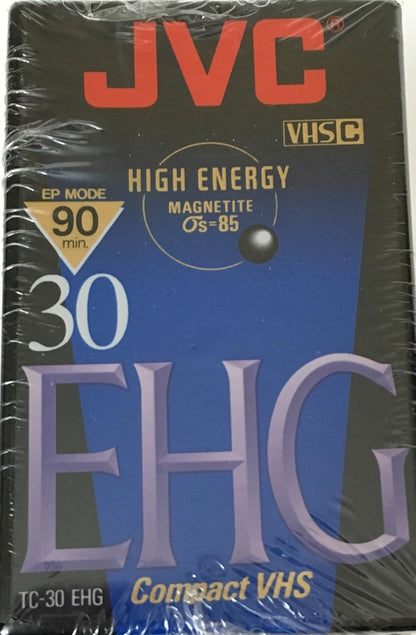 JVC®
VHS C
HIGH ENERGY
MAGNETITE
σs=85
EP MODE
90
min.
30
EHG
TC-30 EHG
Compact VHS